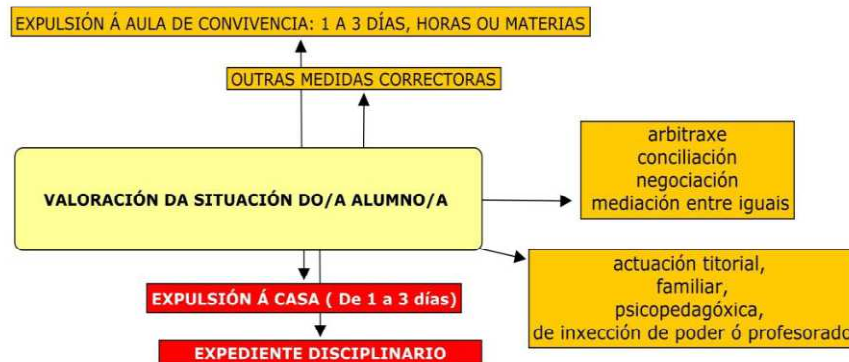 EXPULSIÓN Á AULA DE CONVIVENCIA: 1 A 3 DÍAS, HORAS OU MATERIAS
OUTRAS MEDIDAS CORRECTORAS
arbitraxe
conciliación
negociación
mediación entre iguais
VALORACIÓN DA SITUACIÓN DO/A ALUMNO/A
actuación titorial,
familiar,
psicopedagóxica,
de inxección de poder ó profesorado
EXPULSIÓN Á CASA ( De 1 a 3 días)
EXPEDIENTE DISCIPLINARIO